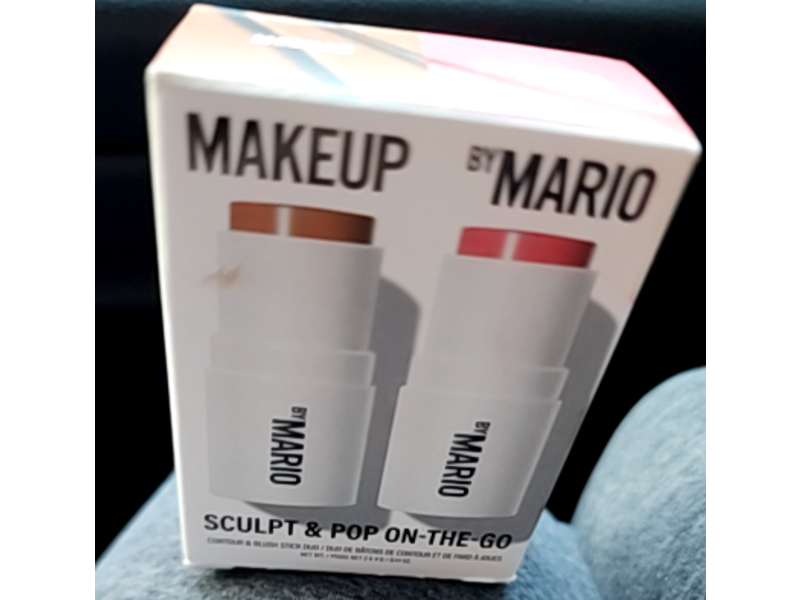 MAKEUP BY MARIO
BY MARIO
BY MARIO
SCULPT & POP ON-THE-GO
CONTOUR & BLUSH STICK DUO / DUO DE BÂTONS DE CONTOUR ET DE FARD À JOUES